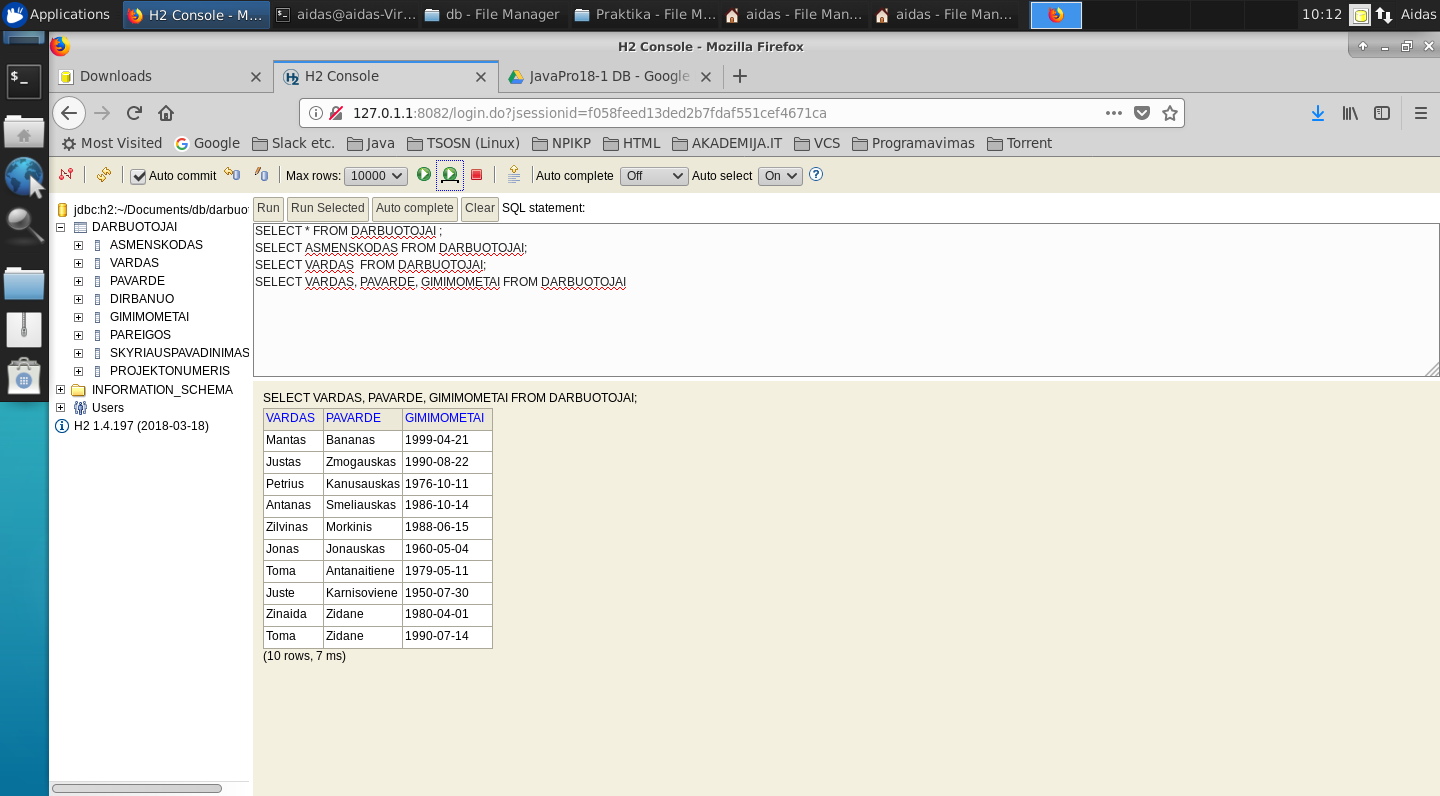 Applications H2 Console - M... aidas@aidas-Vir... db - File Manager Praktika - File M... aidas - File Man... aidas - File Man... 10:12 Aidas
H2 Console - Mozilla Firefox
Downloads H2 Console JavaPro18-1 DB - Google
127.0.1.1:8082/login.do?jsessionid=f058feed13ded2b7fdaf551cef4671ca
Most Visited Google Slack etc. Java TSOSN (Linux) NPIKP HTML AKADEMIJA.IT VCS Programavimas Torrent
Auto commit Max rows: 10000 Auto complete Off Auto select On
jdbc:h2:~/Documents/db/darbuot
DARBUOTOJAI
ASMENSKODAS
VARDAS
PAVARDE
DIRBANUO
GIMIMOMETAI
PAREIGOS
SKYRIAUSPAVADINIMAS
PROJEKTONUMERIS
INFORMATION_SCHEMA
Users
H2 1.4.197 (2018-03-18)
Run Run Selected Auto complete Clear SQL statement:
SELECT * FROM DARBUOTOJAI ;
SELECT ASMENSKODAS FROM DARBUOTOJAI;
SELECT VARDAS  FROM DARBUOTOJAI;
SELECT VARDAS, PAVARDE, GIMIMOMETAI FROM DARBUOTOJAI
SELECT VARDAS, PAVARDE, GIMIMOMETAI FROM DARBUOTOJAI;
VARDAS PAVARDE GIMIMOMETAI
Mantas Bananas 1999-04-21
Justas Zmogauskas 1990-08-22
Petrius Kanusauskas 1976-10-11
Antanas Smeliauskas 1986-10-14
Zilvinas Morkinis 1988-06-15
Jonas Jonauskas 1960-05-04
Toma Antanaitiene 1979-05-11
Juste Karnisoviene 1950-07-30
Zinaida Zidane 1980-04-01
Toma Zidane 1990-07-14
(10 rows, 7 ms)